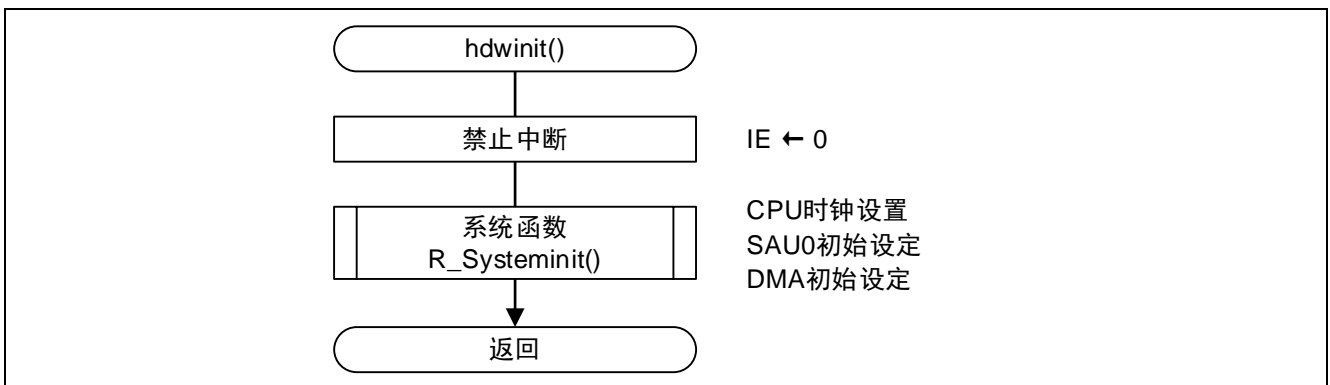 hdwinit()
禁止中断
IE ← 0
系统函数
R_Systeminit()
CPU时钟设置
SAU0初始设定
DMA初始设定
返回